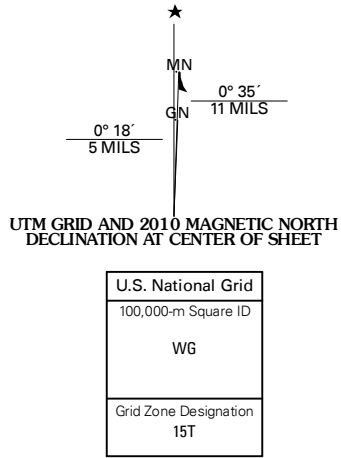 ★
MN
0° 35´
11 MILS
GN
0° 18´
5 MILS
UTM GRID AND 2010 MAGNETIC NORTH
DECLINATION AT CENTER OF SHEET
U.S. National Grid
100,000-m Square ID
WG
Grid Zone Designation
15T